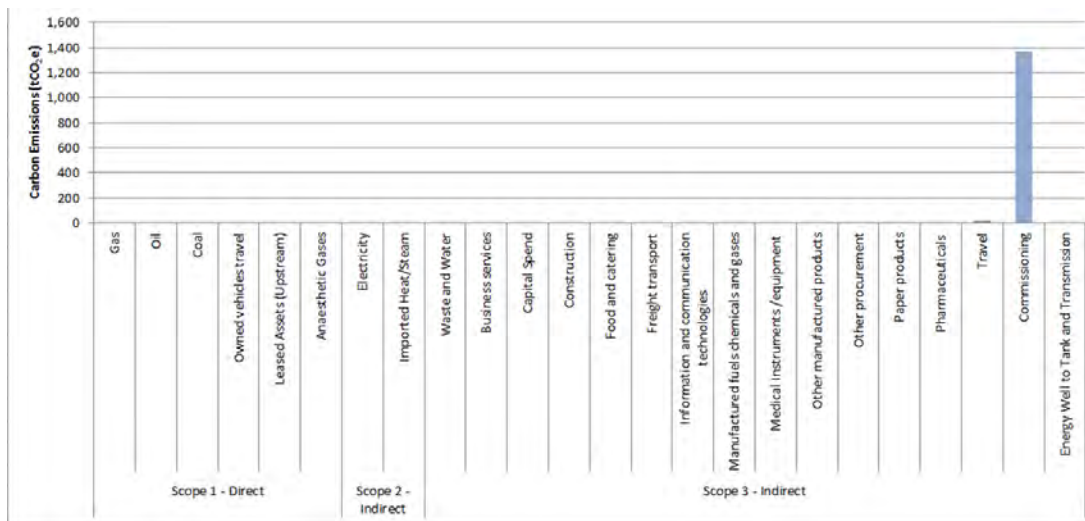 Carbon Emissions (tCO₂e)
1,600
1,400
1,200
1,000
800
600
400
200
0
Gas
Oil
Coal
Owned vehicles travel
Leased Assets (Upstream)
Anaesthetic Gases
Electricity
Imported Heat/Steam
Waste and Water
Business services
Capital Spend
Construction
Food and catering
Freight transport
Information and communication
technologies
Manufactured fuels chemicals and gases
Medical Instruments /equipment
Other manufactured products
Other procurement
Paper products
Pharmaceuticals
Travel
Commissioning
Energy Well to Tank and Transmission
Scope 1 - Direct
Scope 2 -
Indirect
Scope 3 - Indirect